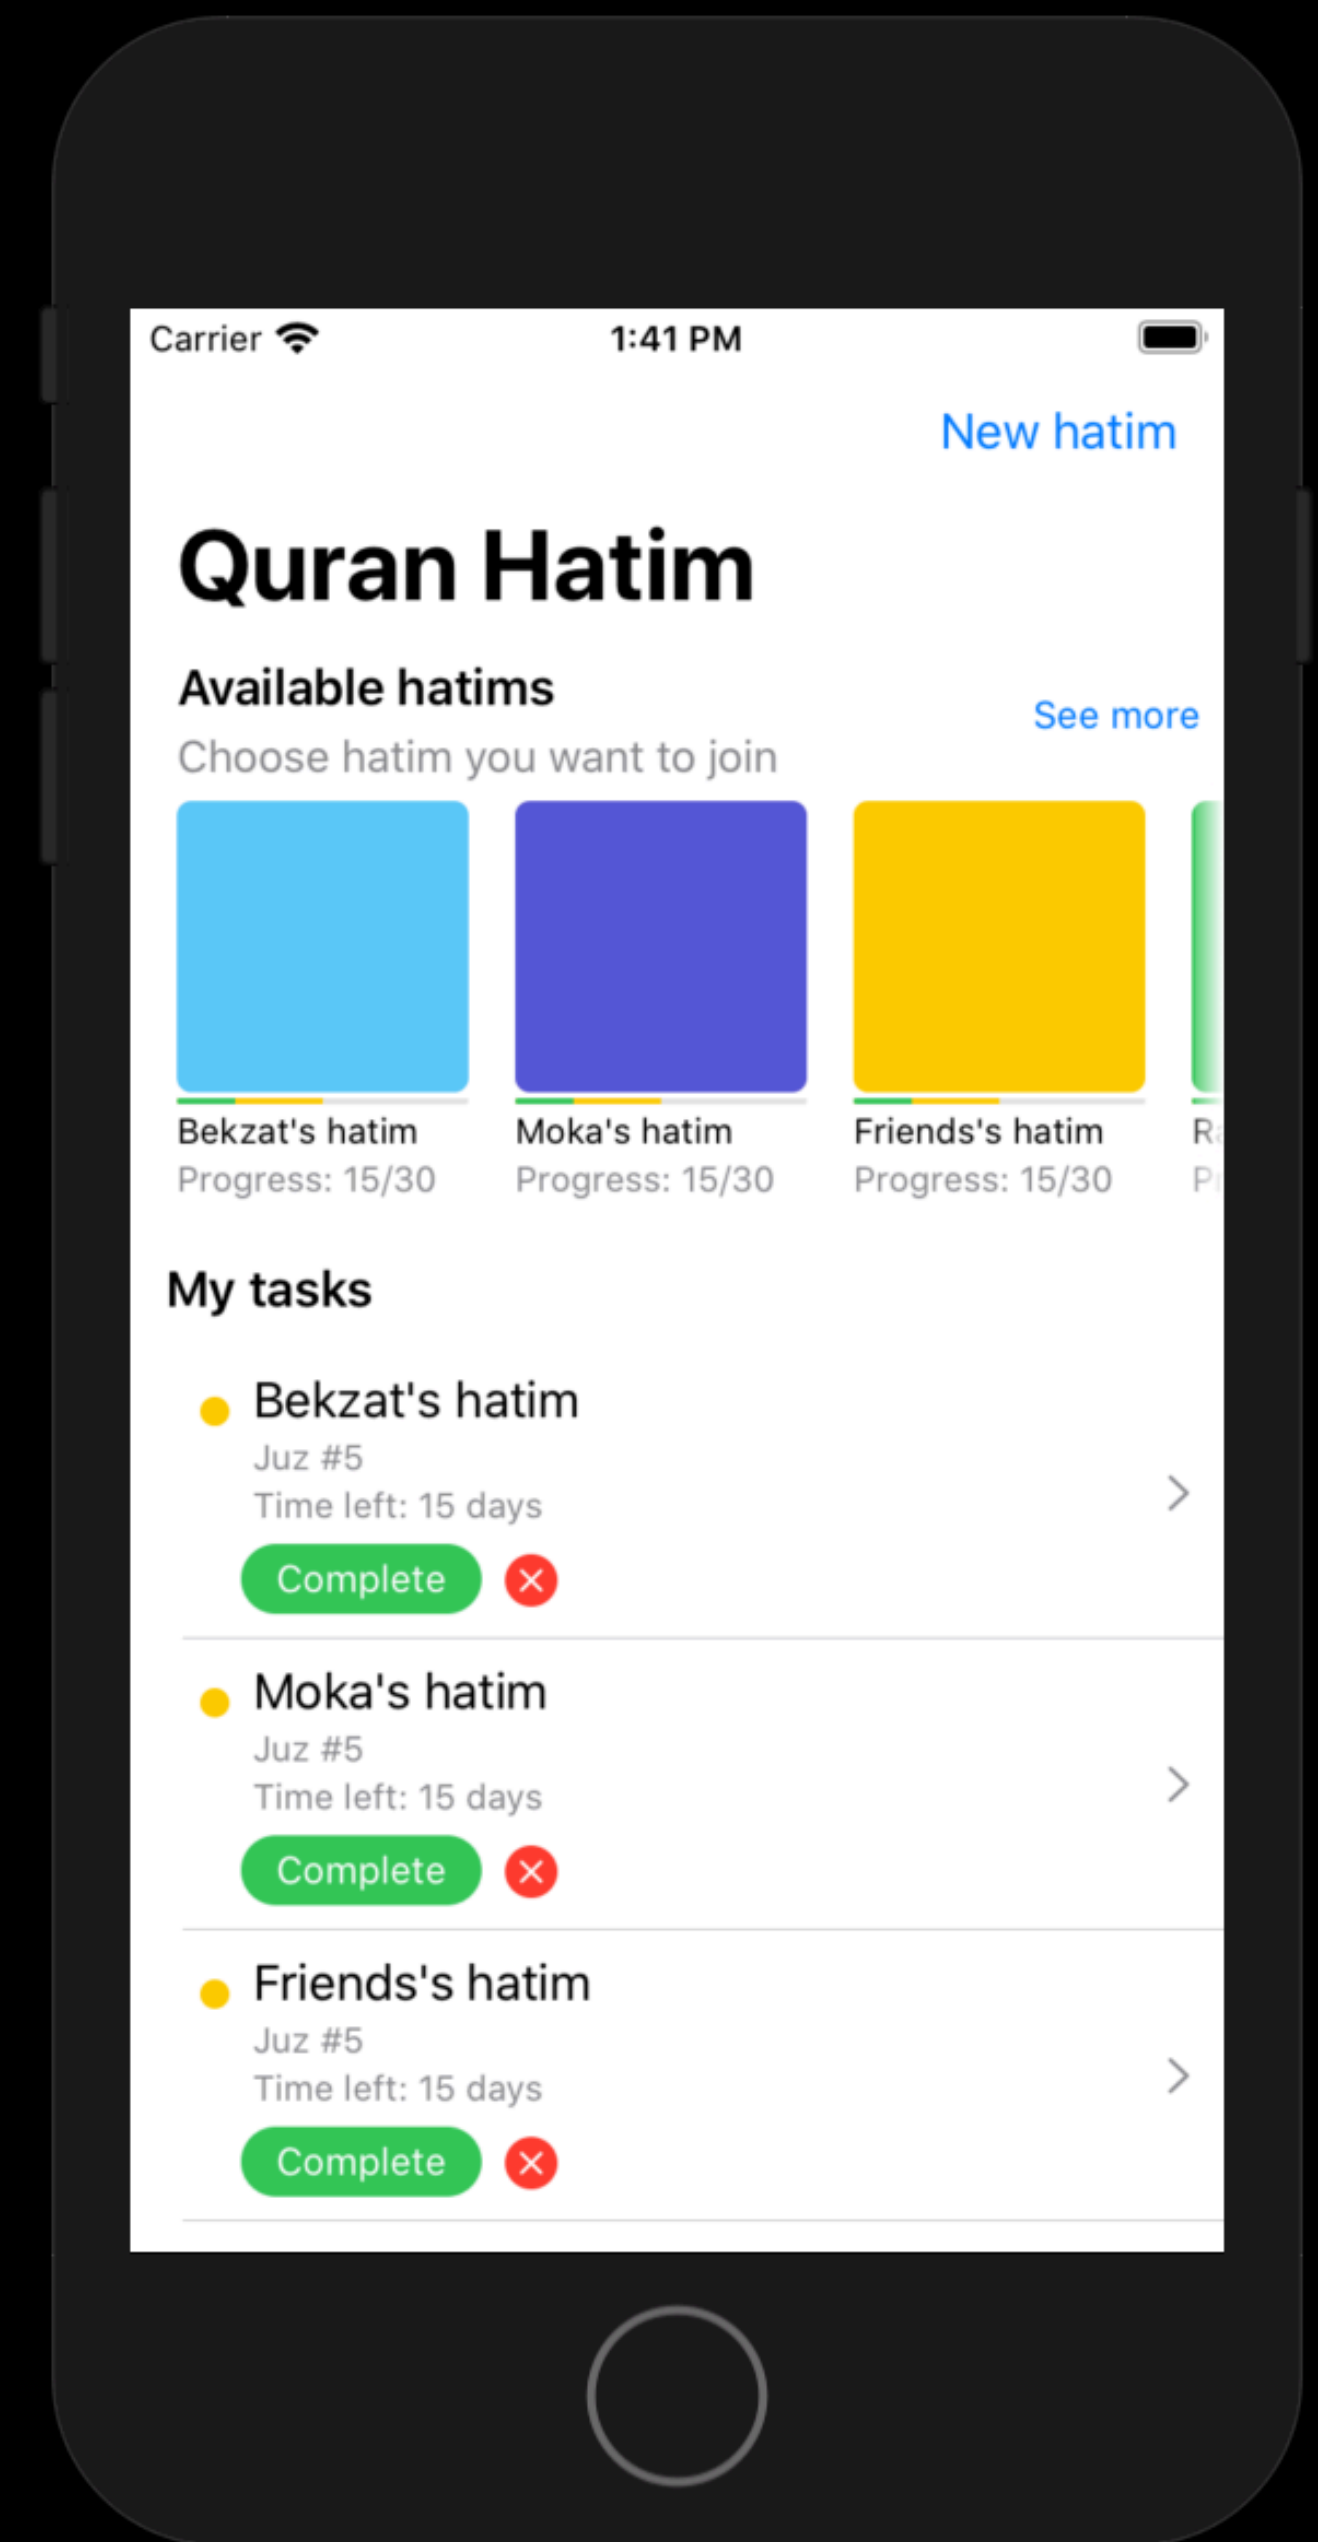 Carrier 1:41 PM
New hatim
Quran Hatim
Available hatims
See more
Choose hatim you want to join
Bekzat's hatim Moka's hatim Friends's hatim
Progress: 15/30 Progress: 15/30 Progress: 15/30
My tasks
Bekzat's hatim
Juz #5
Time left: 15 days
Complete
Moka's hatim
Juz #5
Time left: 15 days
Complete
Friends's hatim
Juz #5
Time left: 15 days
Complete